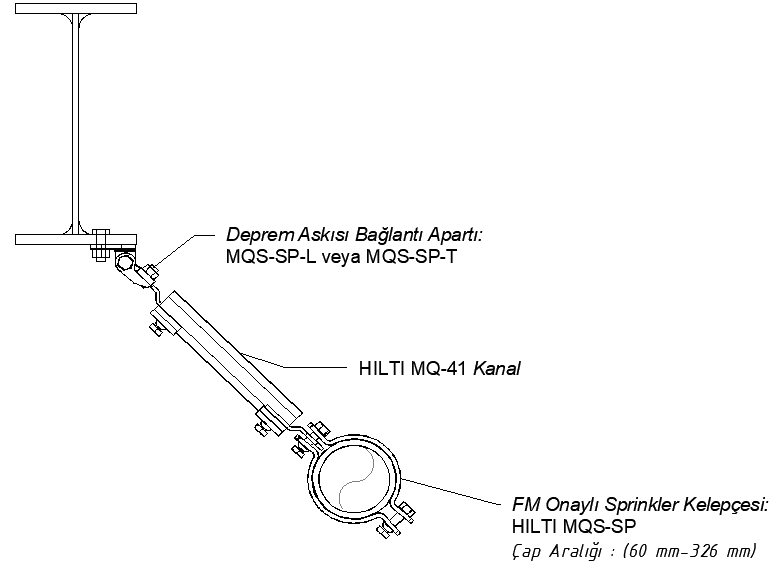 Deprem Askısı Bağlantı Apartı:
MQS-SP-L veya MQS-SP-T
HILTI MQ-41 Kanal
FM Onaylı Sprinkler Kelepçesi:
HILTI MQS-SP
Çap Aralığı : (60 mm-326 mm)